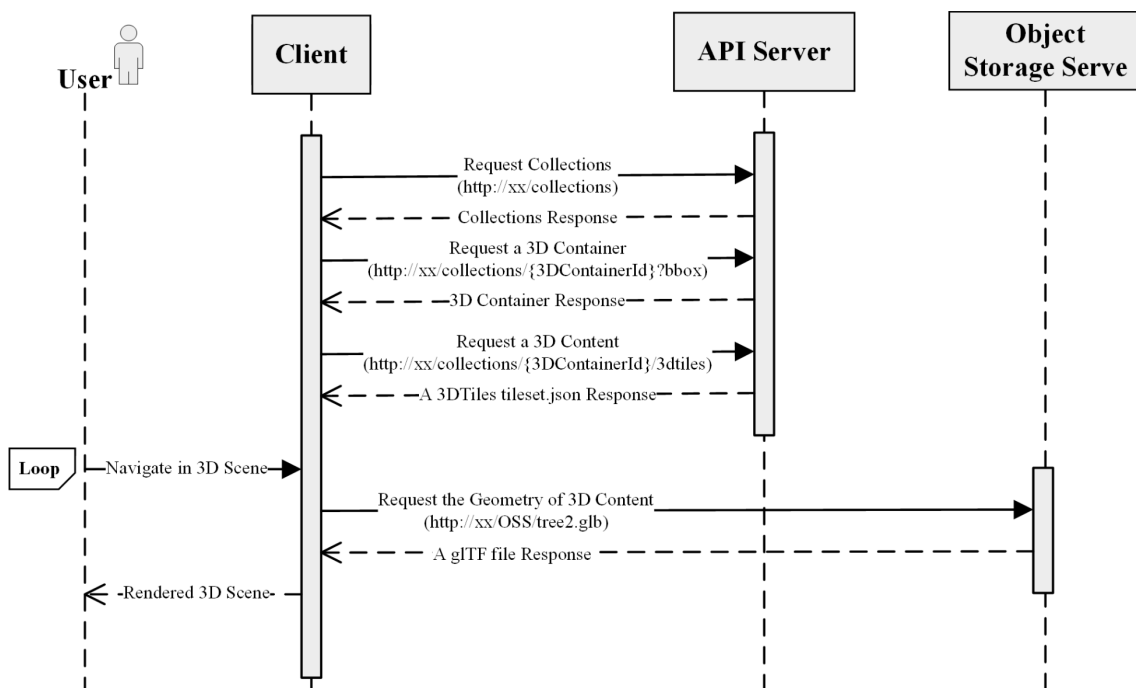 User
Client
API Server
Object
Storage Serve
Request Collections
(http://xx/collections)
Collections Response
Request a 3D Container
(http://xx/collections/{3DContainerId}?bbox)
3D Container Response
Request a 3D Content
(http://xx/collections/{3DContainerId}/3dtiles)
A 3DTiles tileset.json Response
Loop
Navigate in 3D Scene
Request the Geometry of 3D Content
(http://xx/OSS/tree2.glb)
A glTF file Response
Rendered 3D Scene